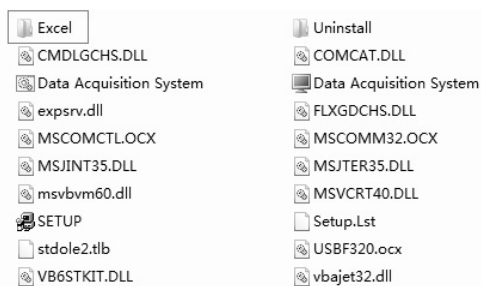 Excel
Uninstall
CMDLGCHS.DLL
COMCAT.DLL
Data Acquisition System
Data Acquisition System
expsrv.dll
FLXGDCHS.DLL
MSCOMCTL.OCX
MSCOMM32.OCX
MSJINT35.DLL
MSJTER35.DLL
msvbvm60.dll
MSVCRT40.DLL
SETUP
Setup.Lst
stdole2.tlb
USBF320.ocx
VB6STKIT.DLL
vbajet32.dll